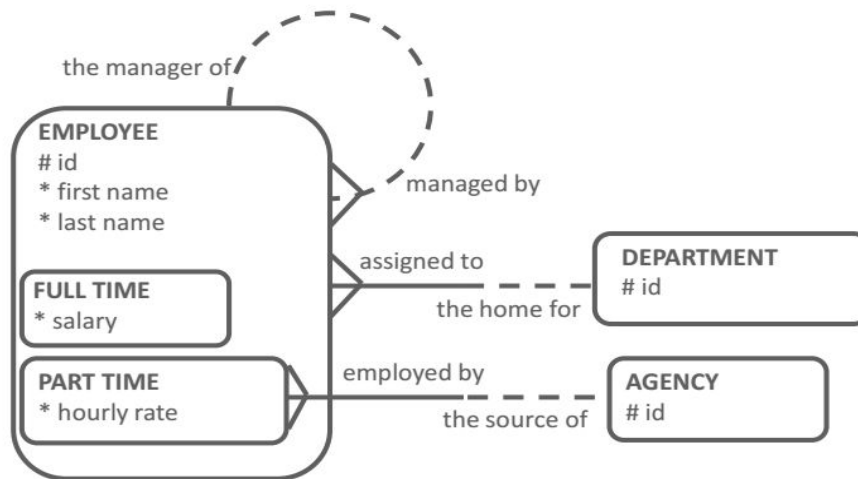 the manager of
EMPLOYEE
# id
* first name
* last name
managed by
assigned to
DEPARTMENT
# id
the home for
FULL TIME
* salary
PART TIME
* hourly rate
employed by
AGENCY
# id
the source of